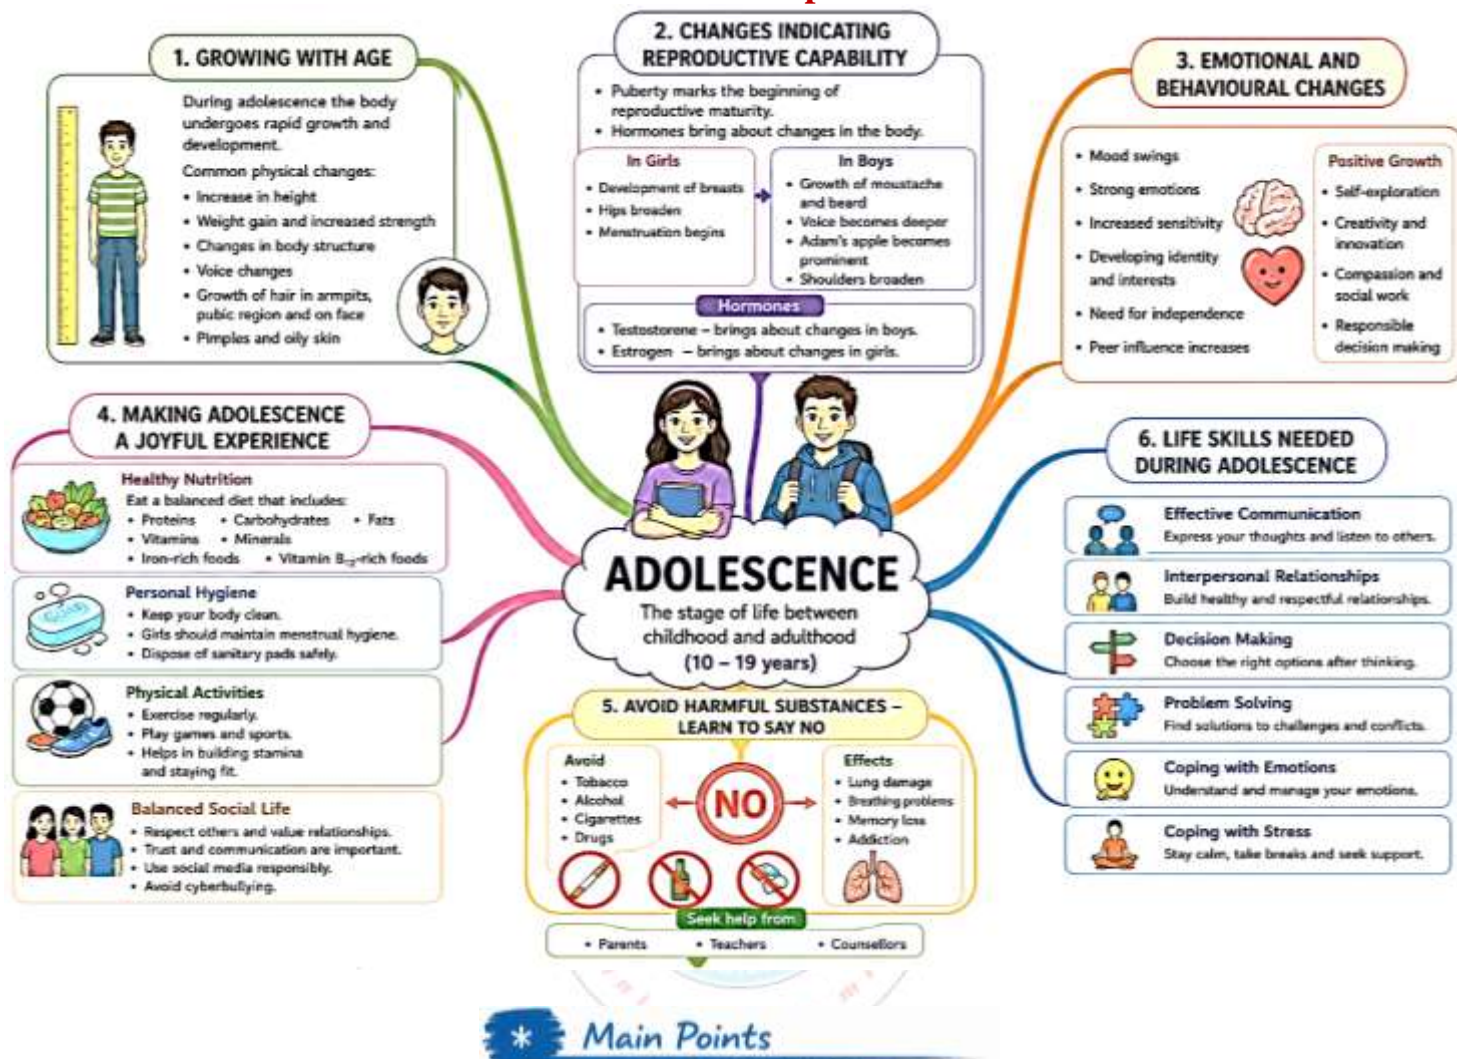 1. GROWING WITH AGE
During adolescence the body
undergoes rapid growth and
development.
Common physical changes:
• Increase in height
• Weight gain and increased strength
• Changes in body structure
• Voice changes
• Growth of hair in armpits,
pubic region and on face
• Pimples and oily skin
2. CHANGES INDICATING
REPRODUCTIVE CAPABILITY
• Puberty marks the beginning of
reproductive maturity.
• Hormones bring about changes in the body.
In Girls
• Development of breasts
• Hips broaden
• Menstruation begins
In Boys
• Growth of moustache
and beard
• Voice becomes deeper
• Adam's apple becomes
prominent
• Shoulders broaden
Hormones
• Testostorene – brings about changes in boys.
• Estrogen – brings about changes in girls.
3. EMOTIONAL AND
BEHAVIOURAL CHANGES
• Mood swings
• Strong emotions
• Increased sensitivity
• Developing identity
and interests
• Need for independence
• Peer influence increases
Positive Growth
• Self-exploration
• Creativity and
innovation
• Compassion and
social work
• Responsible
decision making
4. MAKING ADOLESCENCE
A JOYFUL EXPERIENCE
Healthy Nutrition
Eat a balanced diet that includes:
• Proteins • Carbohydrates • Fats
• Vitamins • Minerals
• Iron-rich foods • Vitamin B₁₂-rich foods
Personal Hygiene
• Keep your body clean.
• Girls should maintain menstrual hygiene.
• Dispose of sanitary pads safely.
Physical Activities
• Exercise regularly.
• Play games and sports.
• Helps in building stamina
and staying fit.
Balanced Social Life
• Respect others and value relationships.
• Trust and communication are important.
• Use social media responsibly.
• Avoid cyberbullying.
ADOLESCENCE
The stage of life between
childhood and adulthood
(10 – 19 years)
5. AVOID HARMFUL SUBSTANCES –
LEARN TO SAY NO
Avoid
• Tobacco
• Alcohol
• Cigarettes
• Drugs
NO
Effects
• Lung damage
• Breathing problems
• Memory loss
• Addiction
Seek help from
• Parents • Teachers • Counsellors
6. LIFE SKILLS NEEDED
DURING ADOLESCENCE
Effective Communication
Express your thoughts and listen to others.
Interpersonal Relationships
Build healthy and respectful relationships.
Decision Making
Choose the right options after thinking.
Problem Solving
Find solutions to challenges and conflicts.
Coping with Emotions
Understand and manage your emotions.
Coping with Stress
Stay calm, take breaks and seek support.
* Main Points